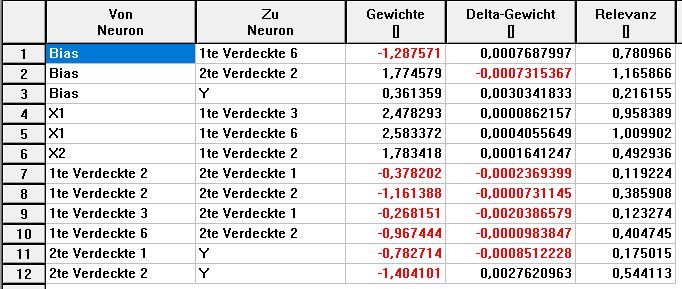 Von Neuron Zu Neuron Gewichte [] Delta-Gewicht [] Relevanz []
1 Bias 1te Verdeckte 6 -1,287571 0,0007687997 0,780966
2 Bias 2te Verdeckte 2 1,774579 -0,0007315367 1,165866
3 Bias Y 0,361359 0,0030341833 0,216155
4 X1 1te Verdeckte 3 2,478293 0,0000862157 0,958389
5 X1 1te Verdeckte 6 2,583372 0,0004055649 1,009902
6 X2 1te Verdeckte 2 1,783418 0,0001641247 0,492936
7 1te Verdeckte 2 2te Verdeckte 1 -0,378202 -0,0002369399 0,119224
8 1te Verdeckte 2 2te Verdeckte 2 -1,161388 -0,0000731145 0,385908
9 1te Verdeckte 3 2te Verdeckte 1 -0,268151 -0,0020386579 0,123274
10 1te Verdeckte 6 2te Verdeckte 2 -0,967444 -0,0000983847 0,404745
11 2te Verdeckte 1 Y -0,782714 -0,0008512228 0,175015
12 2te Verdeckte 2 Y -1,404101 0,0027620963 0,544113